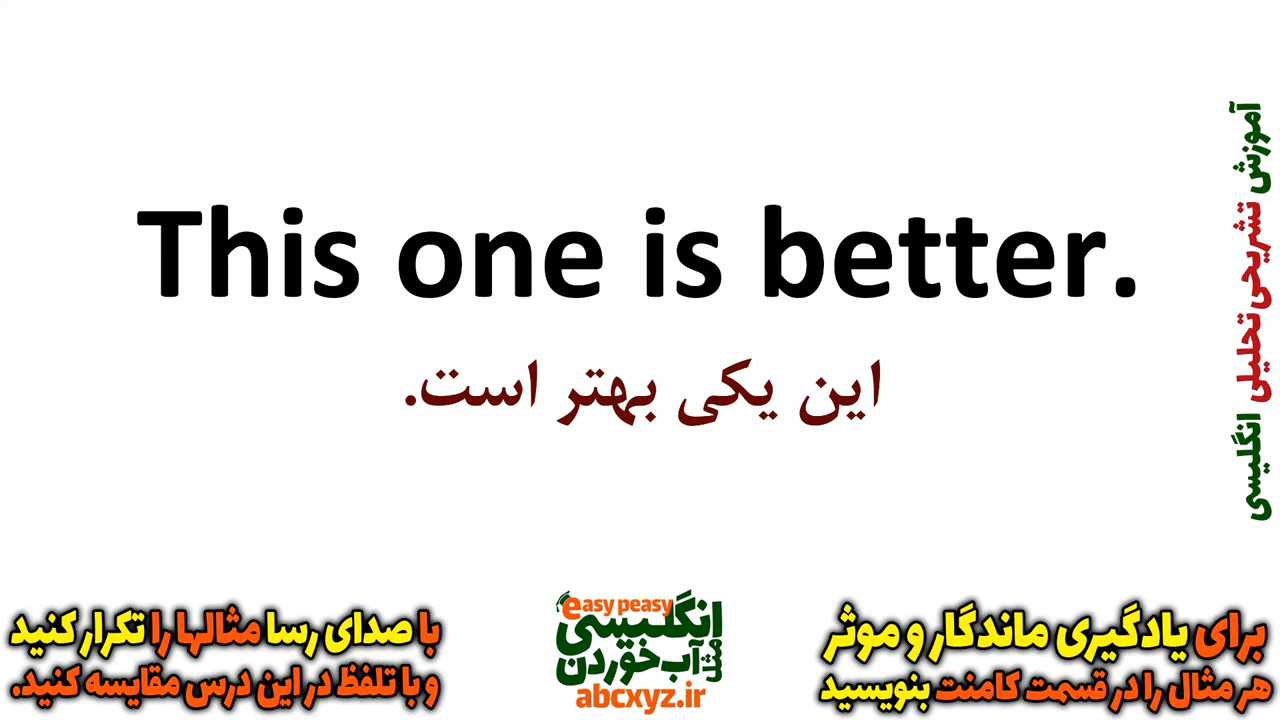 This one is better.
این یکی بهتر است.
آموزش تشریحی تحلیلی انگلیسی
با صدای رسا مثالها را تکرار کنید
و با تلفظ در این درس مقایسه کنید.
easy peasy
انگلیسی
مثل آب خوردن
abcxyz.ir
برای یادگیری ماندگار و موثر
هر مثال را در قسمت کامنت بنویسید